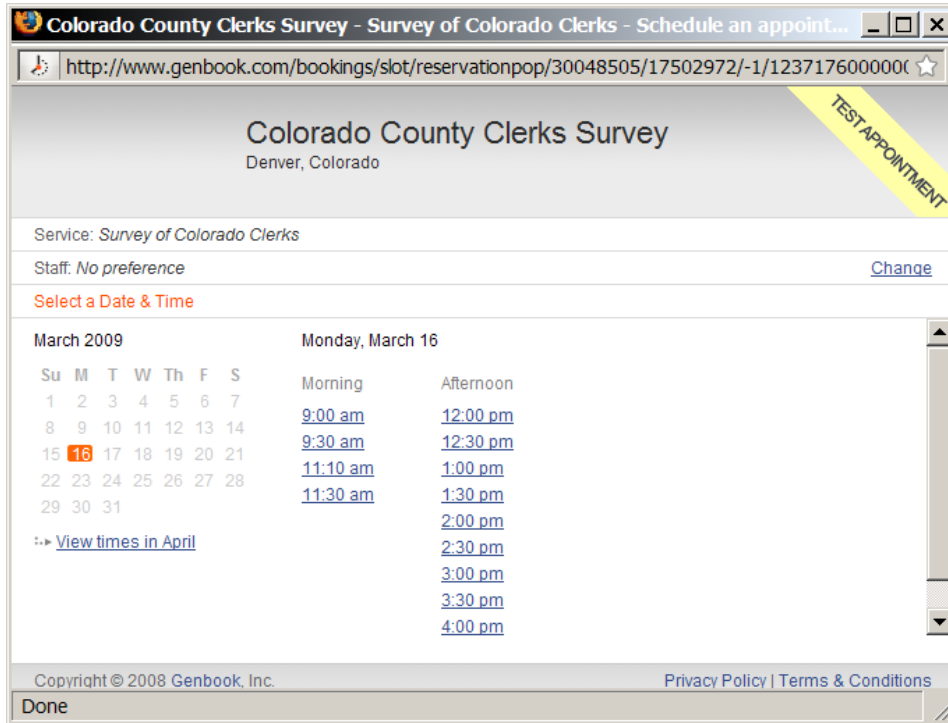 Colorado County Clerks Survey - Survey of Colorado Clerks - Schedule an appoint...
http://www.genbook.com/bookings/slot/reservationpop/30048505/17502972/-1/1237176000000
TEST APPOINTMENT
Colorado County Clerks Survey
Denver, Colorado
Service: Survey of Colorado Clerks
Staff: No preference Change
Select a Date & Time
March 2009
Su M T W Th F S
1 2 3 4 5 6 7
8 9 10 11 12 13 14
15 16 17 18 19 20 21
22 23 24 25 26 27 28
29 30 31
View times in April
Monday, March 16
Morning
9:00 am
9:30 am
11:10 am
11:30 am
Afternoon
12:00 pm
12:30 pm
1:00 pm
1:30 pm
2:00 pm
2:30 pm
3:00 pm
3:30 pm
4:00 pm
Copyright © 2008 Genbook, Inc. Privacy Policy | Terms & Conditions
Done